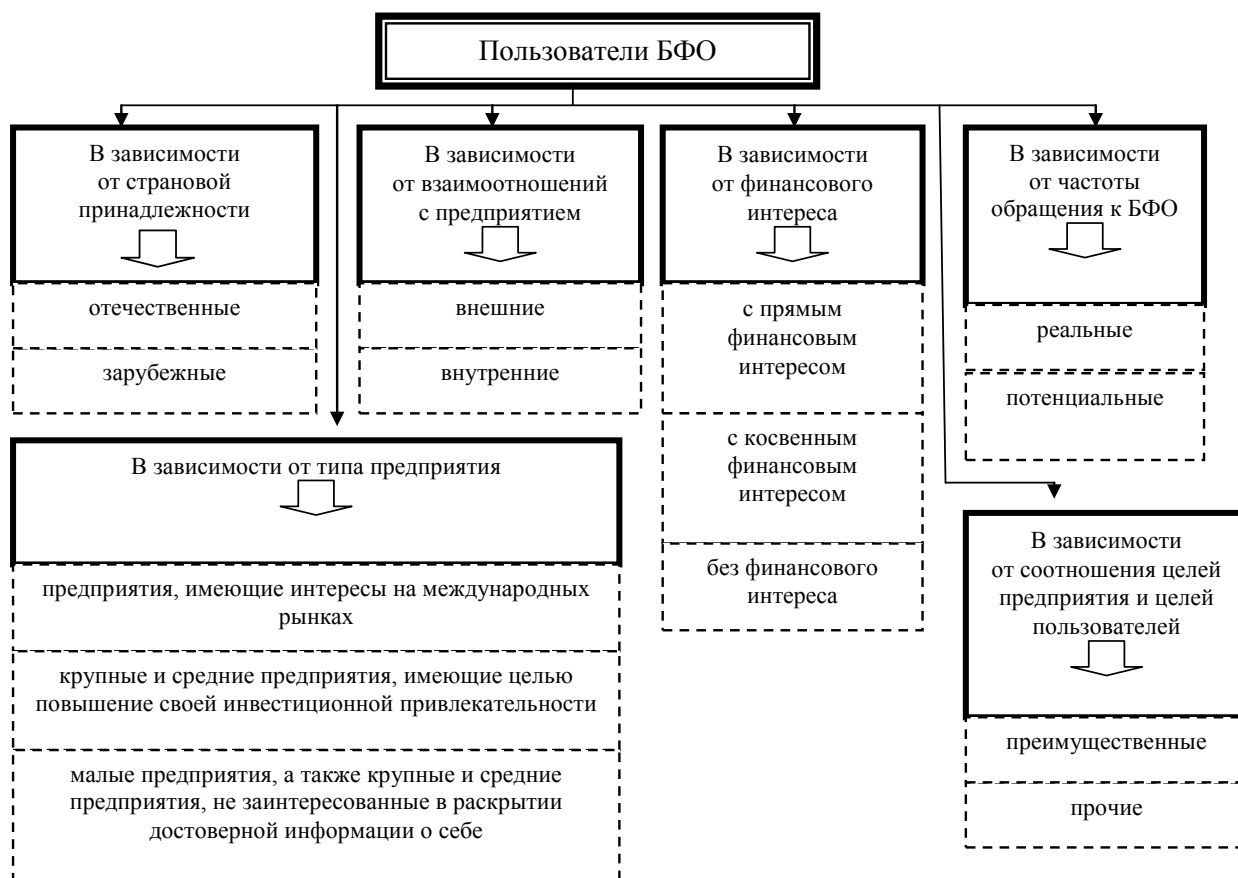 Пользователи БФО
В зависимости
от страновой
принадлежности
отечественные
зарубежные
В зависимости
от взаимоотношений
с предприятием
внешние
внутренние
В зависимости
от финансового
интереса
с прямым
финансовым
интересом
с косвенным
финансовым
интересом
без финансового
интереса
В зависимости
от частоты
обращения к БФО
реальные
потенциальные
В зависимости от типа предприятия
предприятия, имеющие интересы на международных
рынках
крупные и средние предприятия, имеющие целью
повышение своей инвестиционной привлекательности
малые предприятия, а также крупные и средние
предприятия, не заинтересованные в раскрытии
достоверной информации о себе
В зависимости
от соотношения целей
предприятия и целей
пользователей
преимущественные
прочие